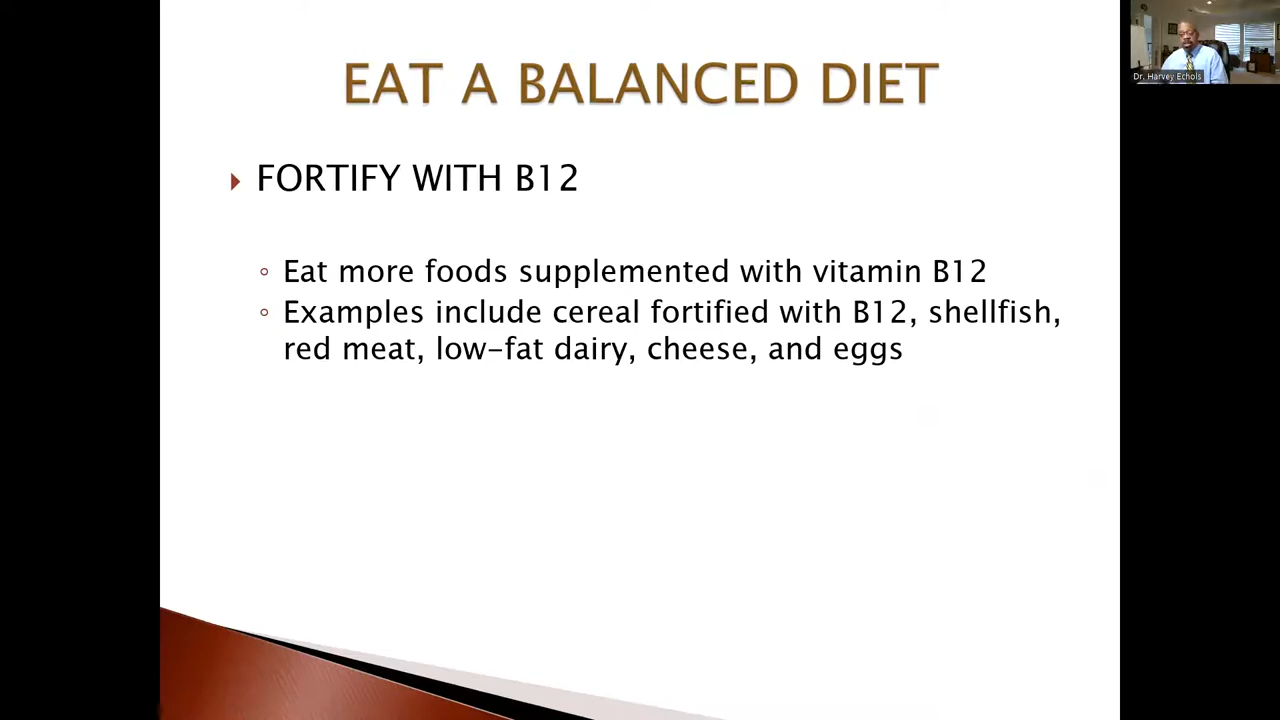 EAT A BALANCED DIET
FORTIFY WITH B12
Eat more foods supplemented with vitamin B12
Examples include cereal fortified with B12, shellfish,
red meat, low-fat dairy, cheese, and eggs
Dr. Harvey Echols